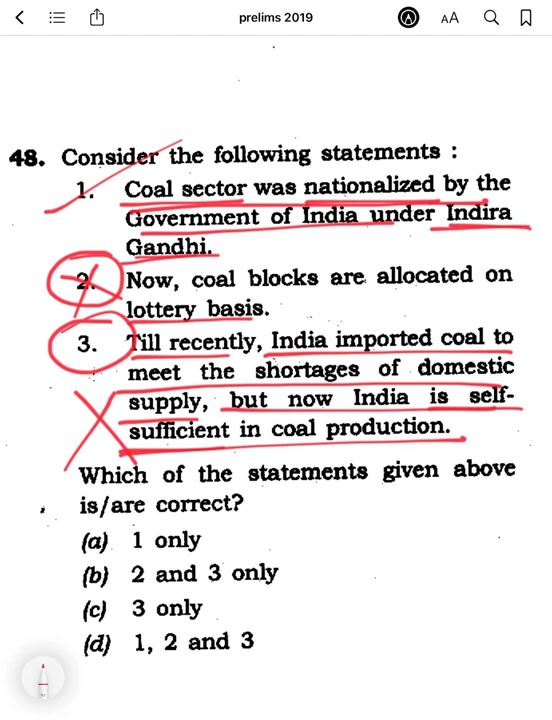 prelims 2019
AA
48. Consider the following statements :
1. Coal sector was nationalized by the
Government of India under Indira
Gandhi.
2. Now, coal blocks are allocated on
lottery basis.
3. Till recently, India imported coal to
meet the shortages of domestic
supply, but now India is self-
sufficient in coal production.
Which of the statements given above
is/are correct?
(a) 1 only
(b) 2 and 3 only
(c) 3 only
(d) 1, 2 and 3